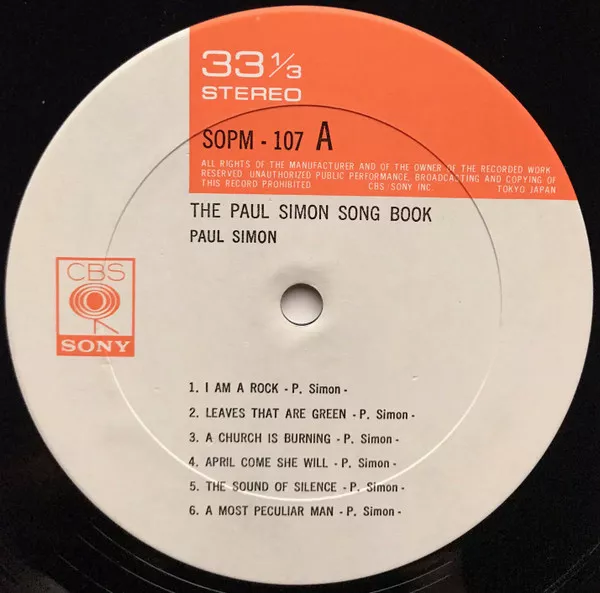 33 1/3
STEREO
SOPM - 107 A
ALL RIGHTS OF THE MANUFACTURER AND OF THE OWNER OF THE RECORDED WORK
RESERVED. UNAUTHORIZED PUBLIC PERFORMANCE, BROADCASTING AND COPYING OF
THIS RECORD PROHIBITED CBS/SONY INC. TOKYO JAPAN
THE PAUL SIMON SONG BOOK
PAUL SIMON
CBS
SONY
1. I AM A ROCK - P. Simon -
2. LEAVES THAT ARE GREEN - P. Simon -
3. A CHURCH IS BURNING - P. Simon -
4. APRIL COME SHE WILL - P. Simon -
5. THE SOUND OF SILENCE - P. Simon -
6. A MOST PECULIAR MAN - P. Simon -